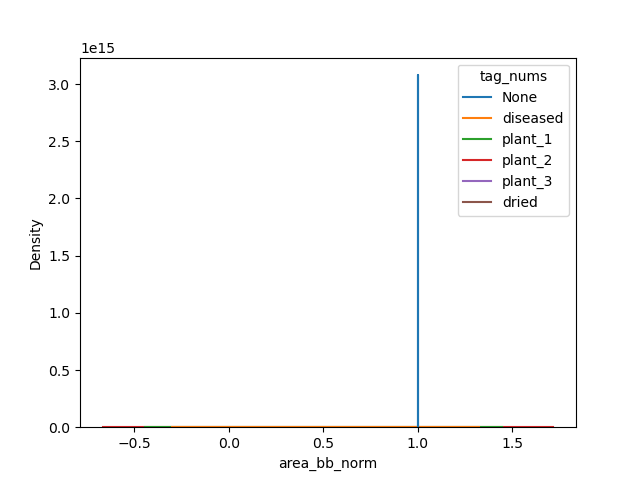 1e15
3.0
2.5
2.0
1.5
1.0
0.5
0.0
Density
−0.5
0.0
0.5
1.0
1.5
area_bb_norm
tag_nums
None
diseased
plant_1
plant_2
plant_3
dried